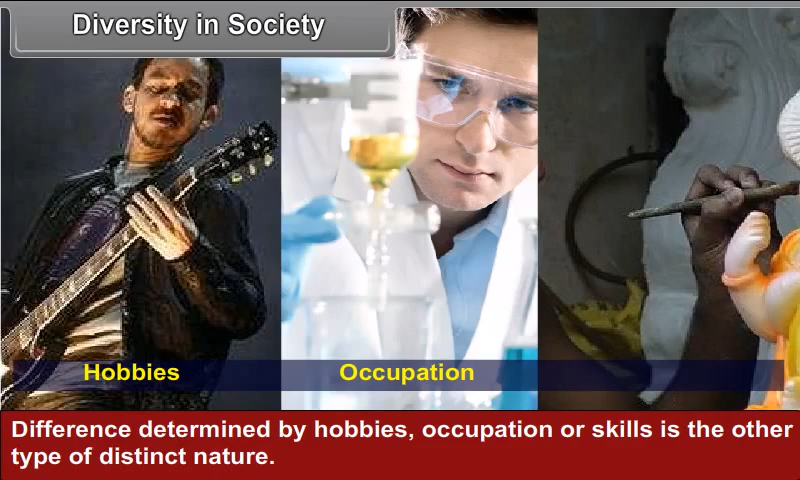 Diversity in Society
Hobbies
Occupation
Difference determined by hobbies, occupation or skills is the other
type of distinct nature.